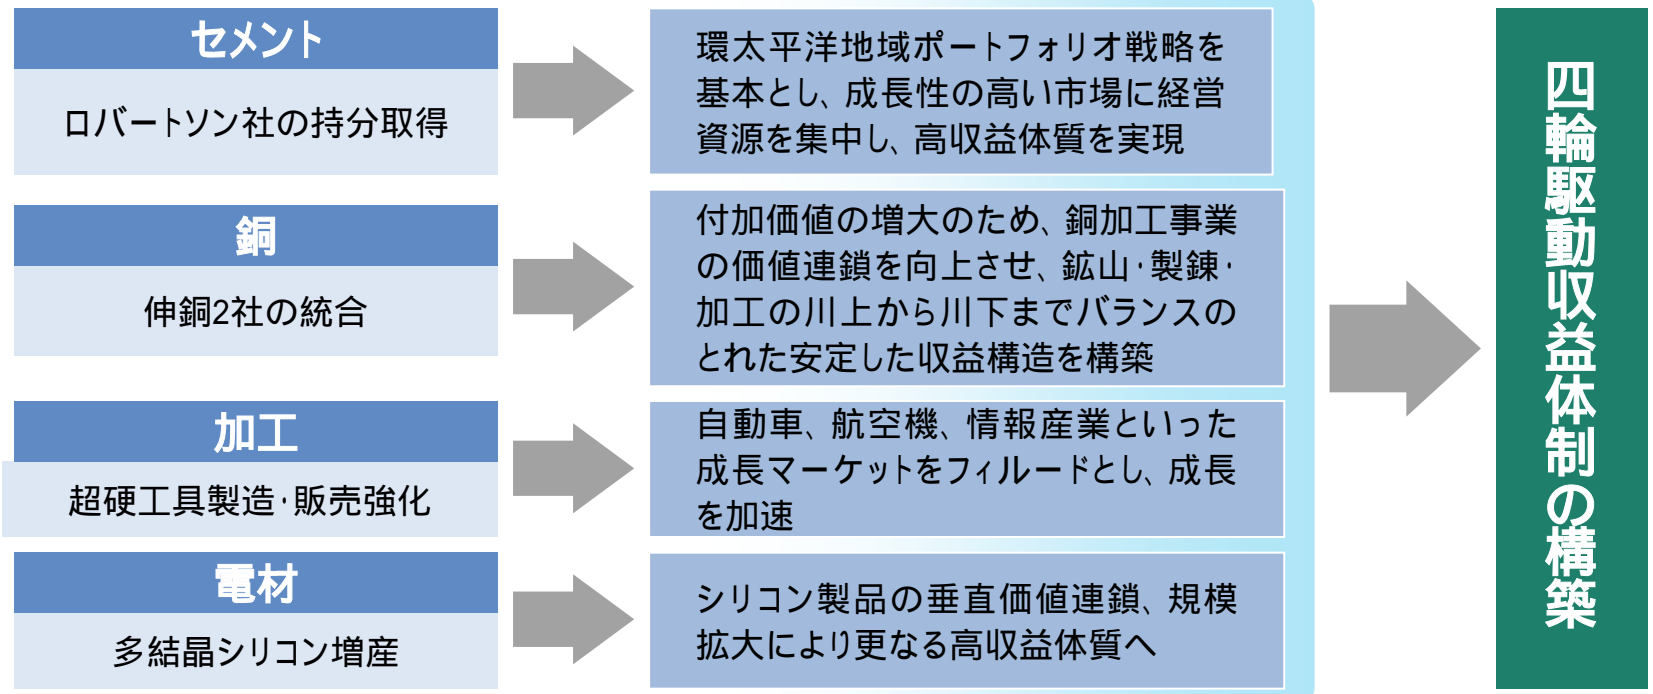 セメント
ロバートソン社の持分取得
環太平洋地域ポートフォリオ戦略を
基本とし、成長性の高い市場に経営
資源を集中し、高収益体質を実現
銅
伸銅2社の統合
付加価値の増大のため、銅加工事業
の価値連鎖を向上させ、鉱山・製錬・
加工の川上から川下までバランスの
とれた安定した収益構造を構築
加工
超硬工具製造・販売強化
自動車、航空機、情報産業といった
成長マーケットをフィルードとし、成長
を加速
電材
多結晶シリコン増産
シリコン製品の垂直価値連鎖、規模
拡大により更なる高収益体質へ
四輪駆動収益体制の構築